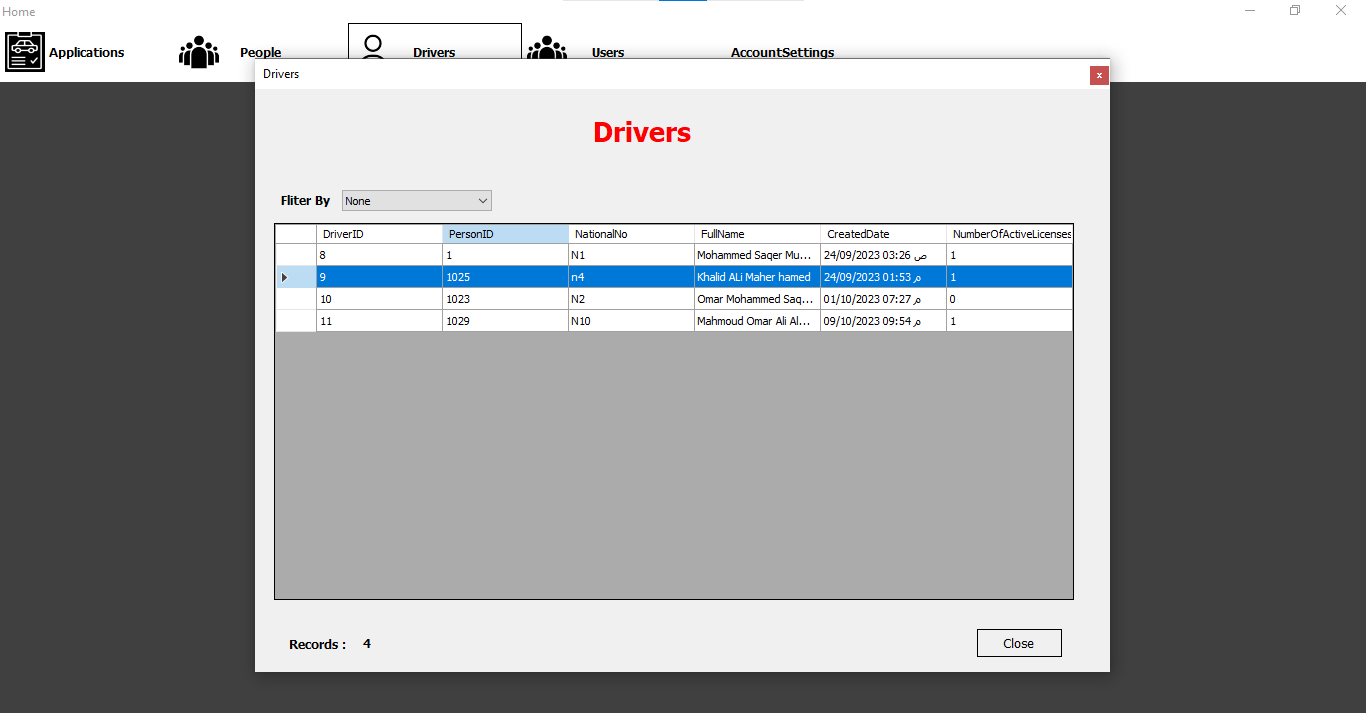 Home
Applications People Drivers Users AccountSettings
Drivers x
Drivers
Fliter By None
DriverID PersonID NationalNo FullName CreatedDate NumberOfActiveLicenses
8 1 N1 Mohammed Saqer Mu... 24/09/2023 03:26 ص 1
9 1025 n4 Khalid ALi Maher hamed 24/09/2023 01:53 م 1
10 1023 N2 Omar Mohammed Saq... 01/10/2023 07:27 م 0
11 1029 N10 Mahmoud Omar Ali Al... 09/10/2023 09:54 م 1
Records : 4 Close